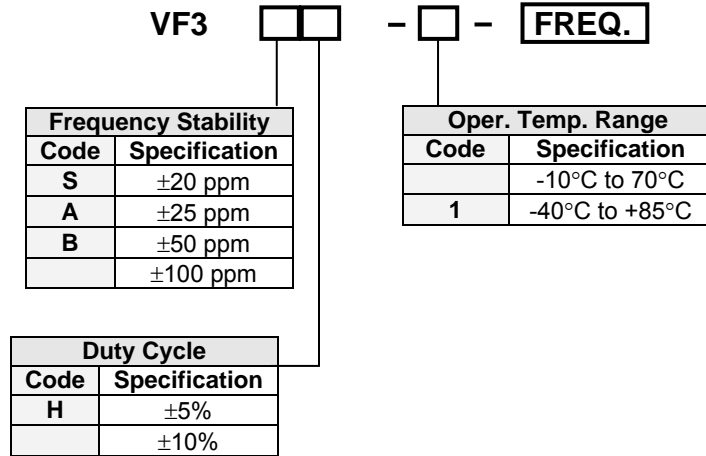 VF3 – – FREQ.
Frequency Stability
Code Specification
S ±20 ppm
A ±25 ppm
B ±50 ppm
±100 ppm
Oper. Temp. Range
Code Specification
-10°C to 70°C
1 -40°C to +85°C
Duty Cycle
Code Specification
H ±5%
±10%